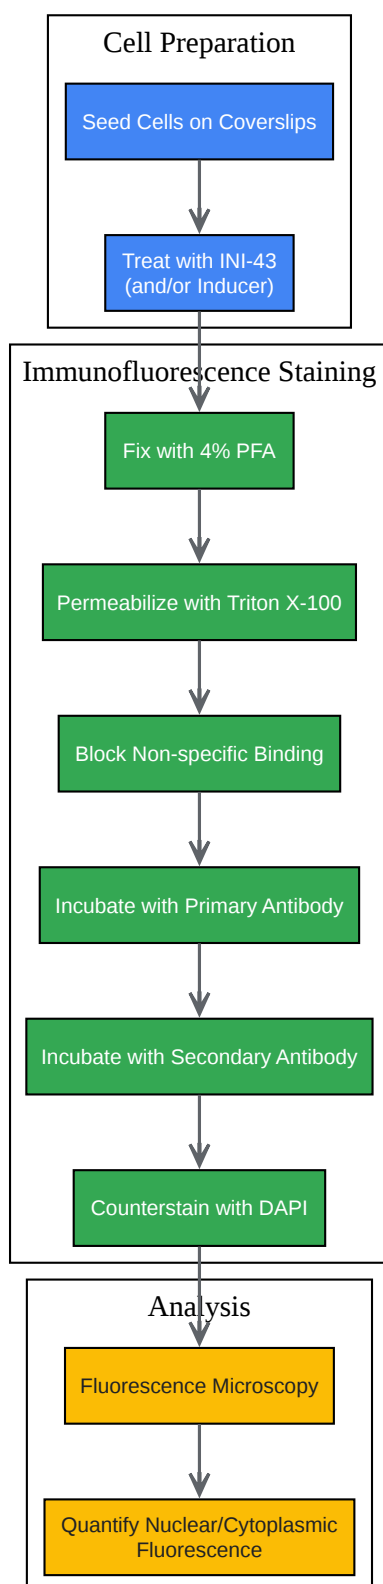 Cell Preparation
Seed Cells on Coverslips
Treat with INI-43
(and/or Inducer)
Immunofluorescence Staining
Fix with 4% PFA
Permeabilize with Triton X-100
Block Non-specific Binding
Incubate with Primary Antibody
Incubate with Secondary Antibody
Counterstain with DAPI
Analysis
Fluorescence Microscopy
Quantify Nuclear/Cytoplasmic
Fluorescence